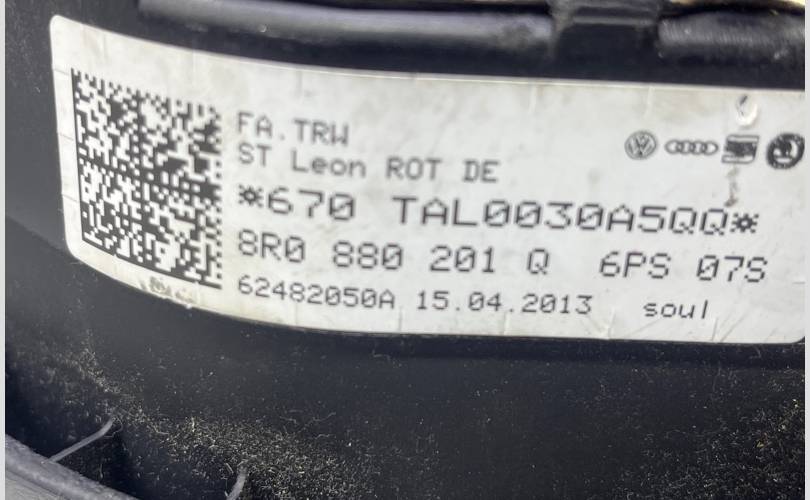 FA.TRW
ST Leon ROT DE
*670 TAL0030A5QQ*
8R0 880 201 Q 6PS 07S
62482050A 15.04.2013 soul